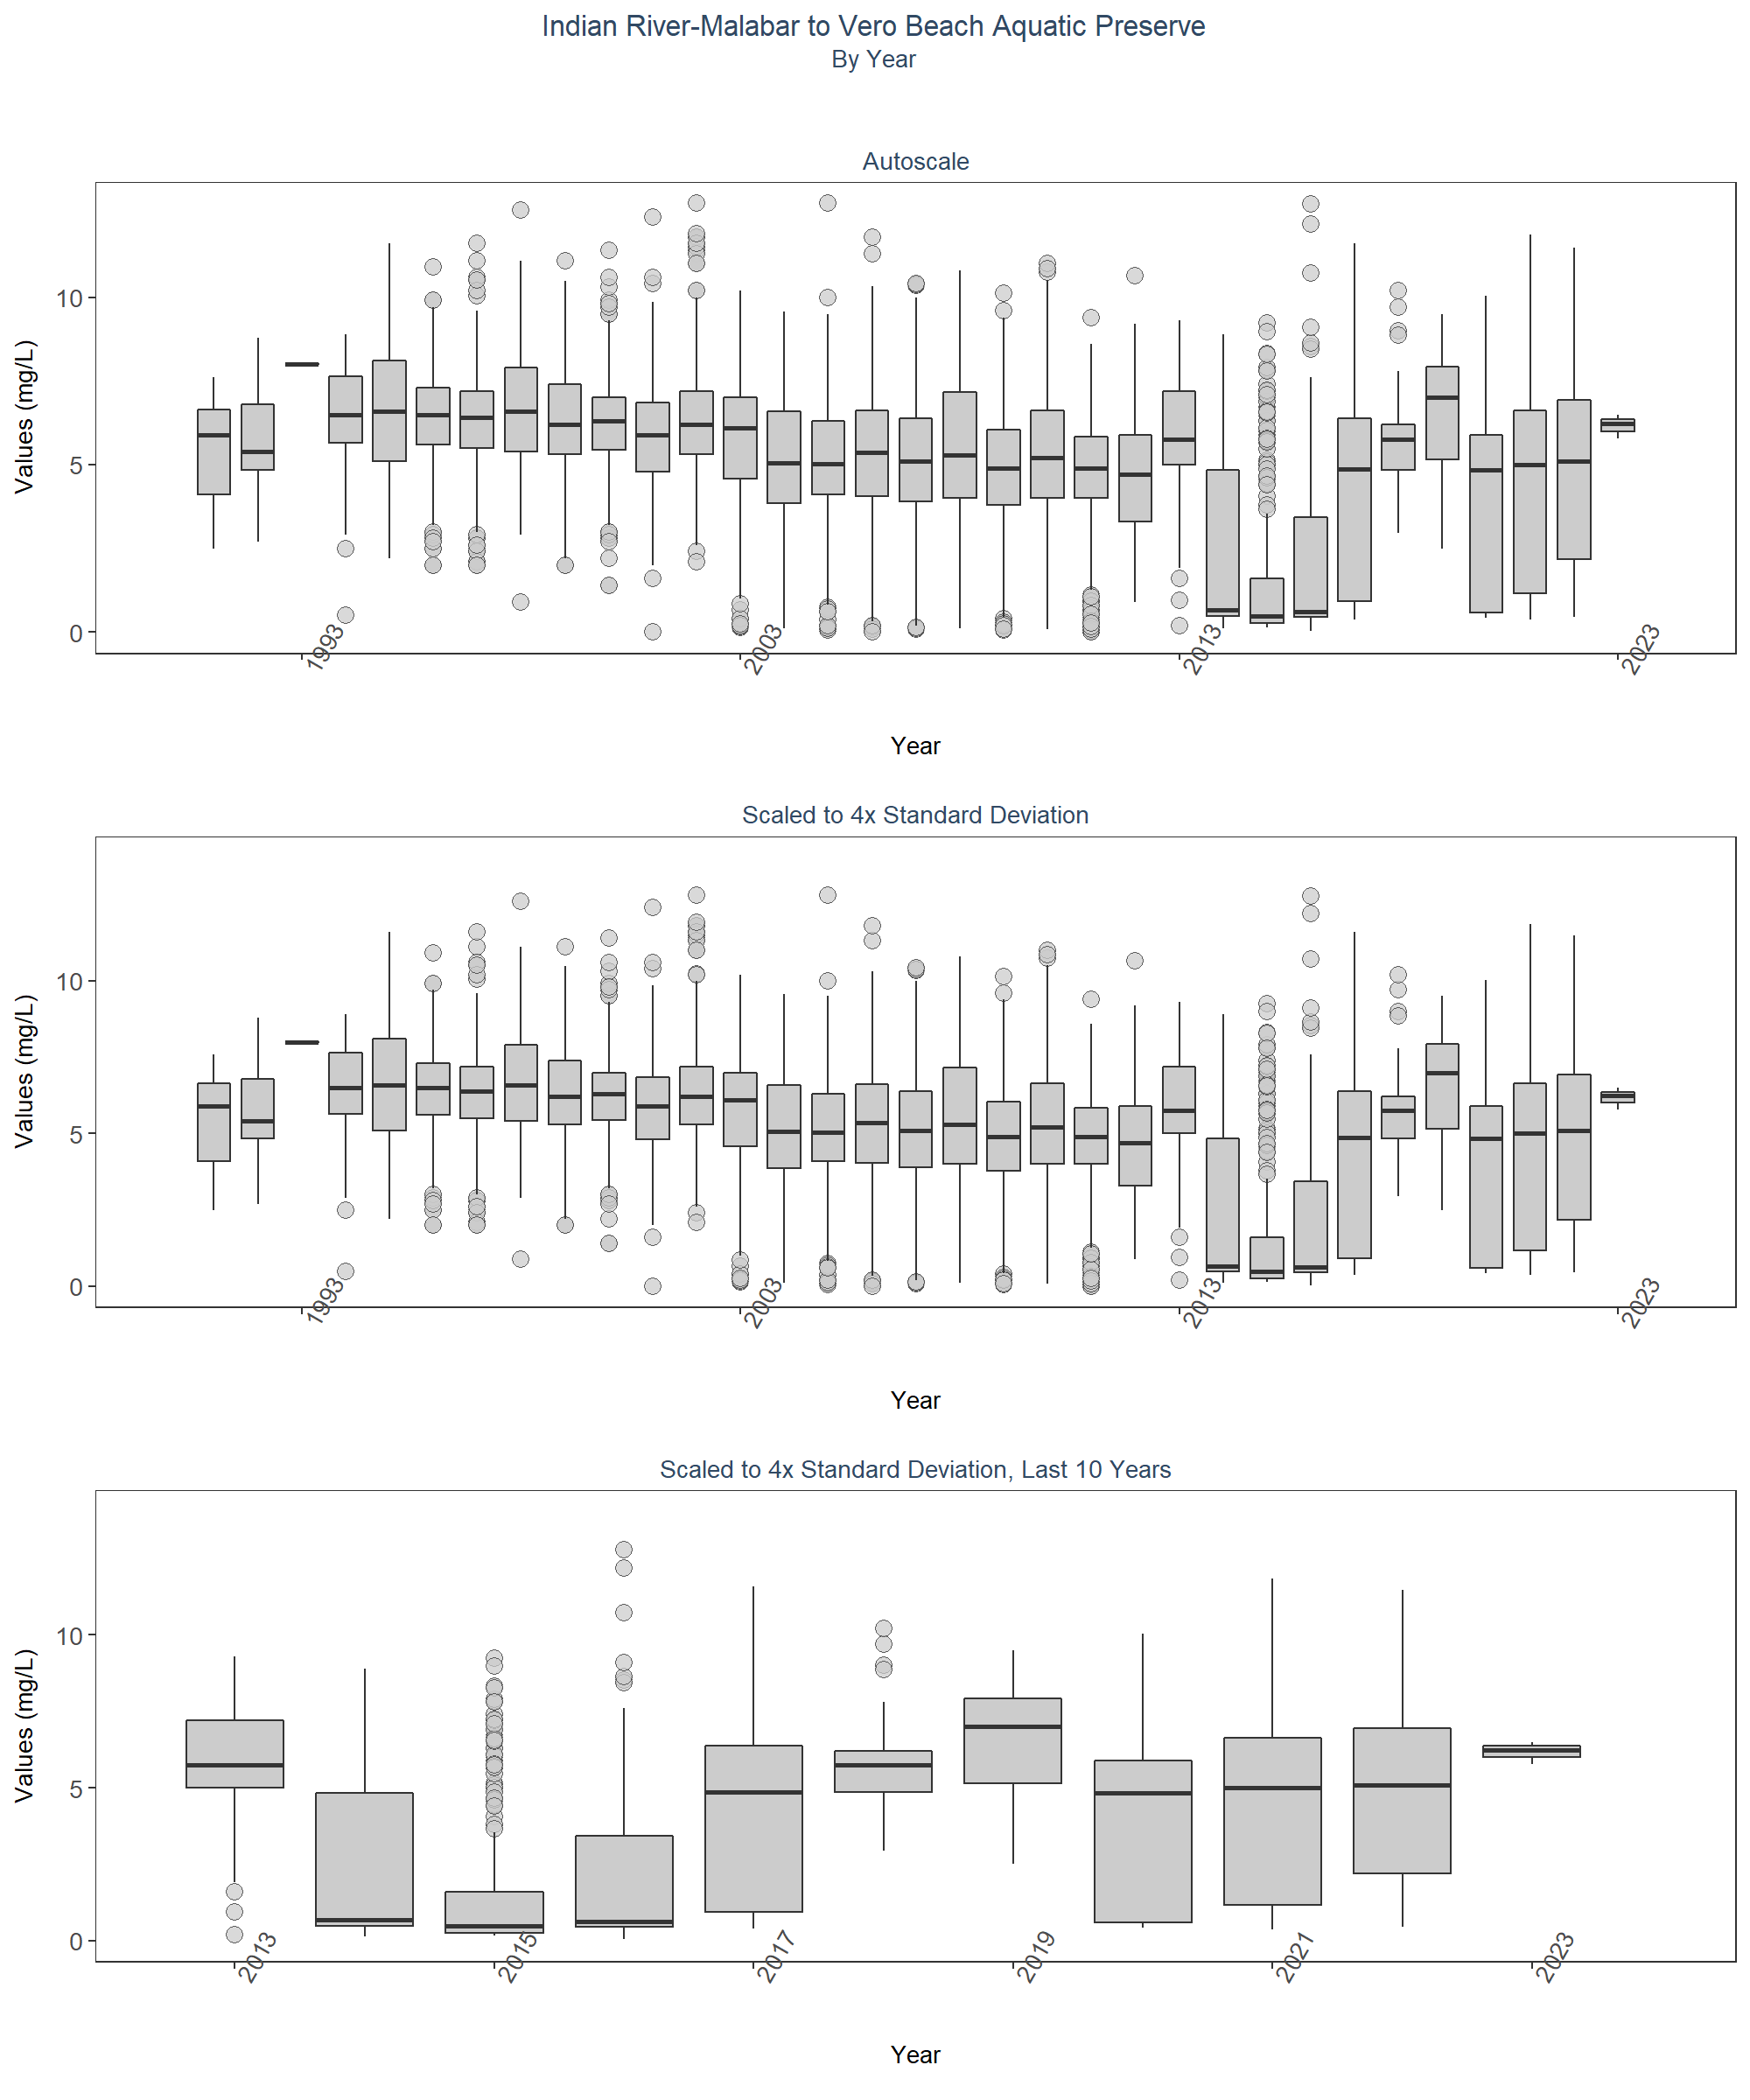 Indian River-Malabar to Vero Beach Aquatic Preserve
By Year
Autoscale
Values (mg/L)
10
5
0
1993
2003
2013
2023
Year
Scaled to 4x Standard Deviation
Values (mg/L)
10
5
0
1993
2003
2013
2023
Year
Scaled to 4x Standard Deviation, Last 10 Years
Values (mg/L)
10
5
0
2013
2015
2017
2019
2021
2023
Year